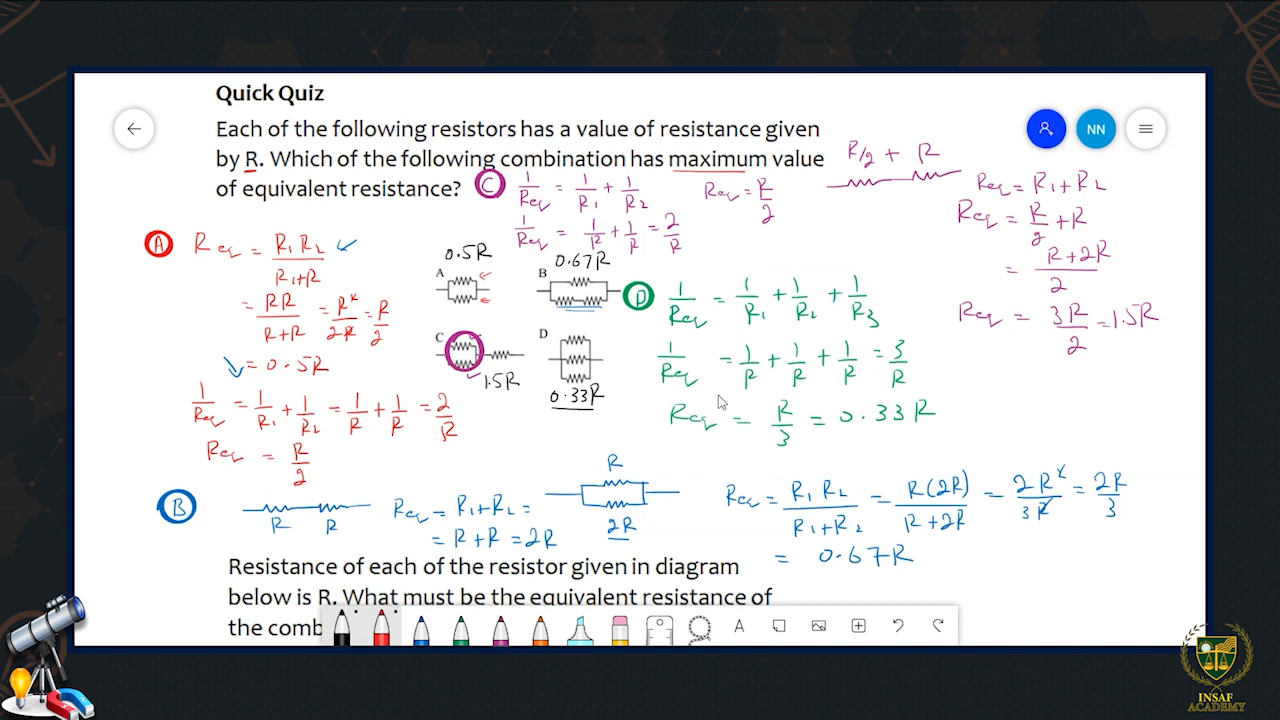 Quick Quiz
Each of the following resistors has a value of resistance given
by R. Which of the following combination has maximum value
of equivalent resistance?
NN
C 1/Req = 1/R1 + 1/R2
1/Req = 1/R + 1/R = 2/R
Req = R/2
R/2 + R
Req = R1+R2
Req = R/2 + R
= R+2R/2
Req = 3R/2 = 1.5R
A Req = R1 R2/R1+R
= RR/R+R = R²/2R = R/2
= 0.5R
1/Req = 1/R1 + 1/R2 = 1/R + 1/R = 2/R
Req = R/2
0.5R
A
0.67R
B
C
1.5R
D
0.33R
D 1/Req = 1/R1 + 1/R2 + 1/R3
1/Req = 1/R + 1/R + 1/R = 3/R
Req = R/3 = 0.33R
B
R R
Req = R1+R2 =
= R+R = 2R
R
2R
Req = R1 R2/R1+R2 = R(2R)/R+2R = 2R²/3R = 2R/3
= 0.67R
Resistance of each of the resistor given in diagram
below is R. What must be the equivalent resistance of
the comb
A
INSAF
ACADEMY